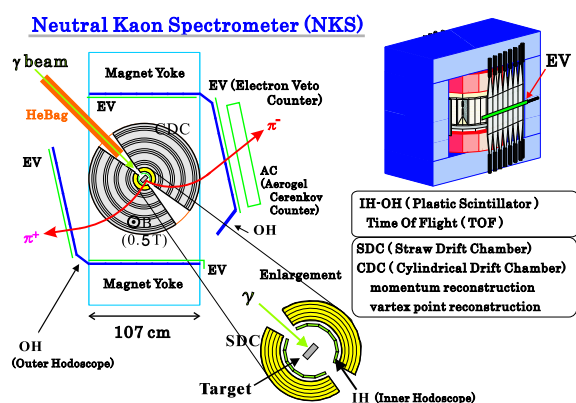 Neutral Kaon Spectrometer (NKS)
γ beam
Magnet Yoke
EV (Electron Veto
Counter)
EV
HeBag
CDC
π-
EV
AC
(Aerogel
Cerenkov
Counter)
B
(0.5T)
π+
OH
EV
Magnet Yoke
107 cm
OH
(Outer Hodoscope)
Enlargement
γ
SDC
Target
IH (Inner Hodoscope)
EV
IH-OH (Plastic Scintillator)
Time Of Flight (TOF)
SDC (Straw Drift Chamber)
CDC (Cylindrical Drift Chamber)
momentum reconstruction
vartex point reconstruction